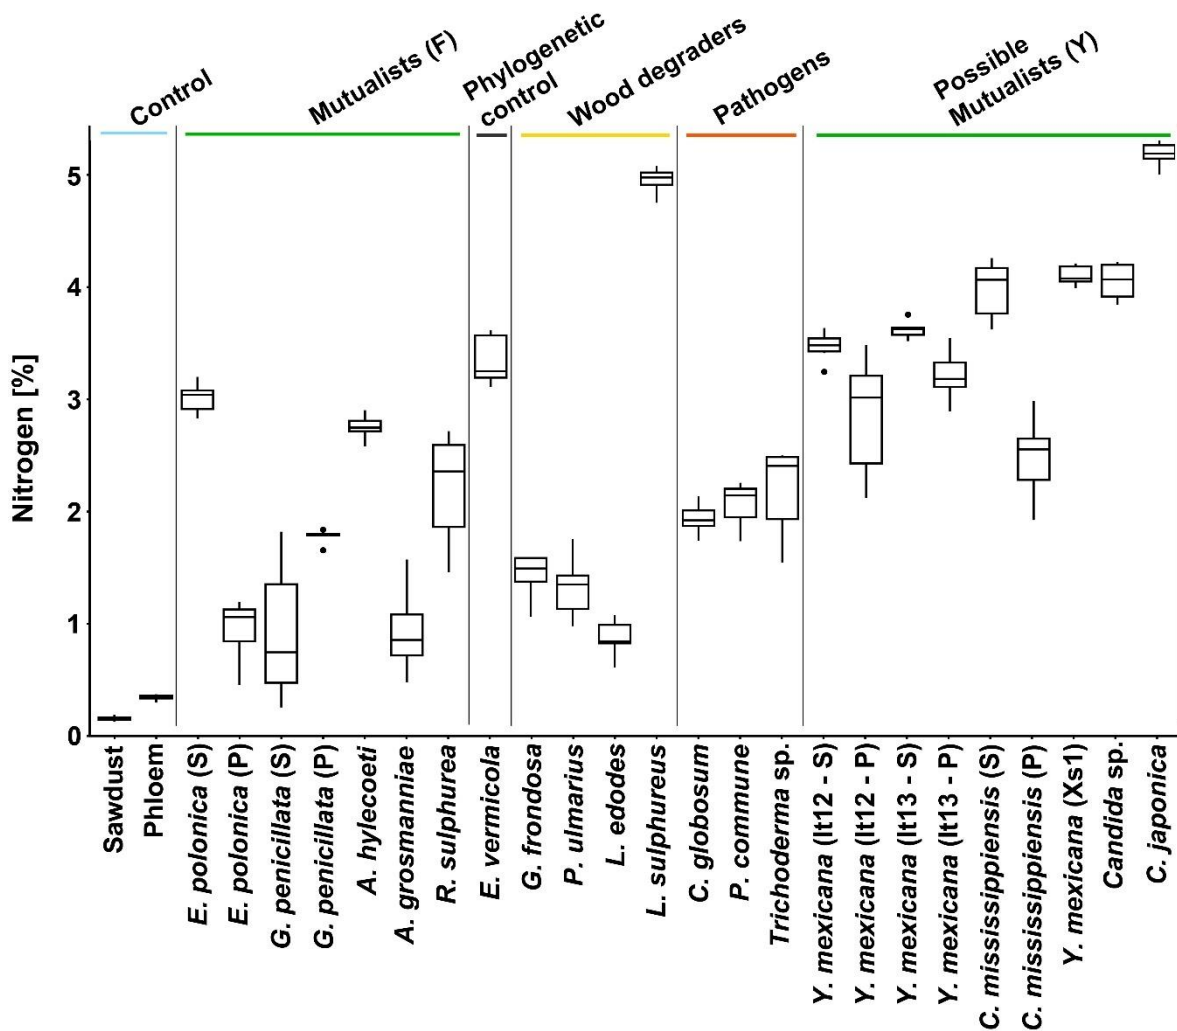 Control
Mutualists (F)
Phylogenetic
control
Wood degraders
Pathogens
Possible
Mutualists (Y)
Nitrogen [%]
5
4
3
2
1
0
Sawdust
Phloem
E. polonica (S)
E. polonica (P)
G. penicillata (S)
G. penicillata (P)
A. hylecoeti
A. grosmanniae
R. sulphurea
E. vermicola
G. frondosa
P. ulmarius
L. edodes
L. sulphureus
C. globosum
P. commune
Trichoderma sp.
Y. mexicana (It12 - S)
Y. mexicana (It12 - P)
Y. mexicana (It13 - S)
Y. mexicana (It13 - P)
C. mississippiensis (S)
C. mississippiensis (P)
Y. mexicana (Xs1)
Candida sp.
C. japonica